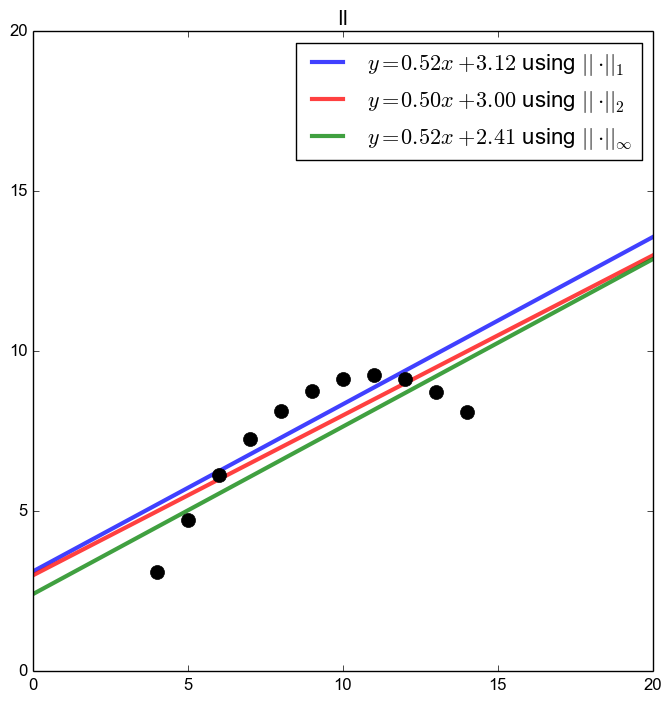 II
y=0.52x+3.12 using ||·||₁
y=0.50x+3.00 using ||·||₂
y=0.52x+2.41 using ||·||∞
20
15
10
5
0
0 5 10 15 20